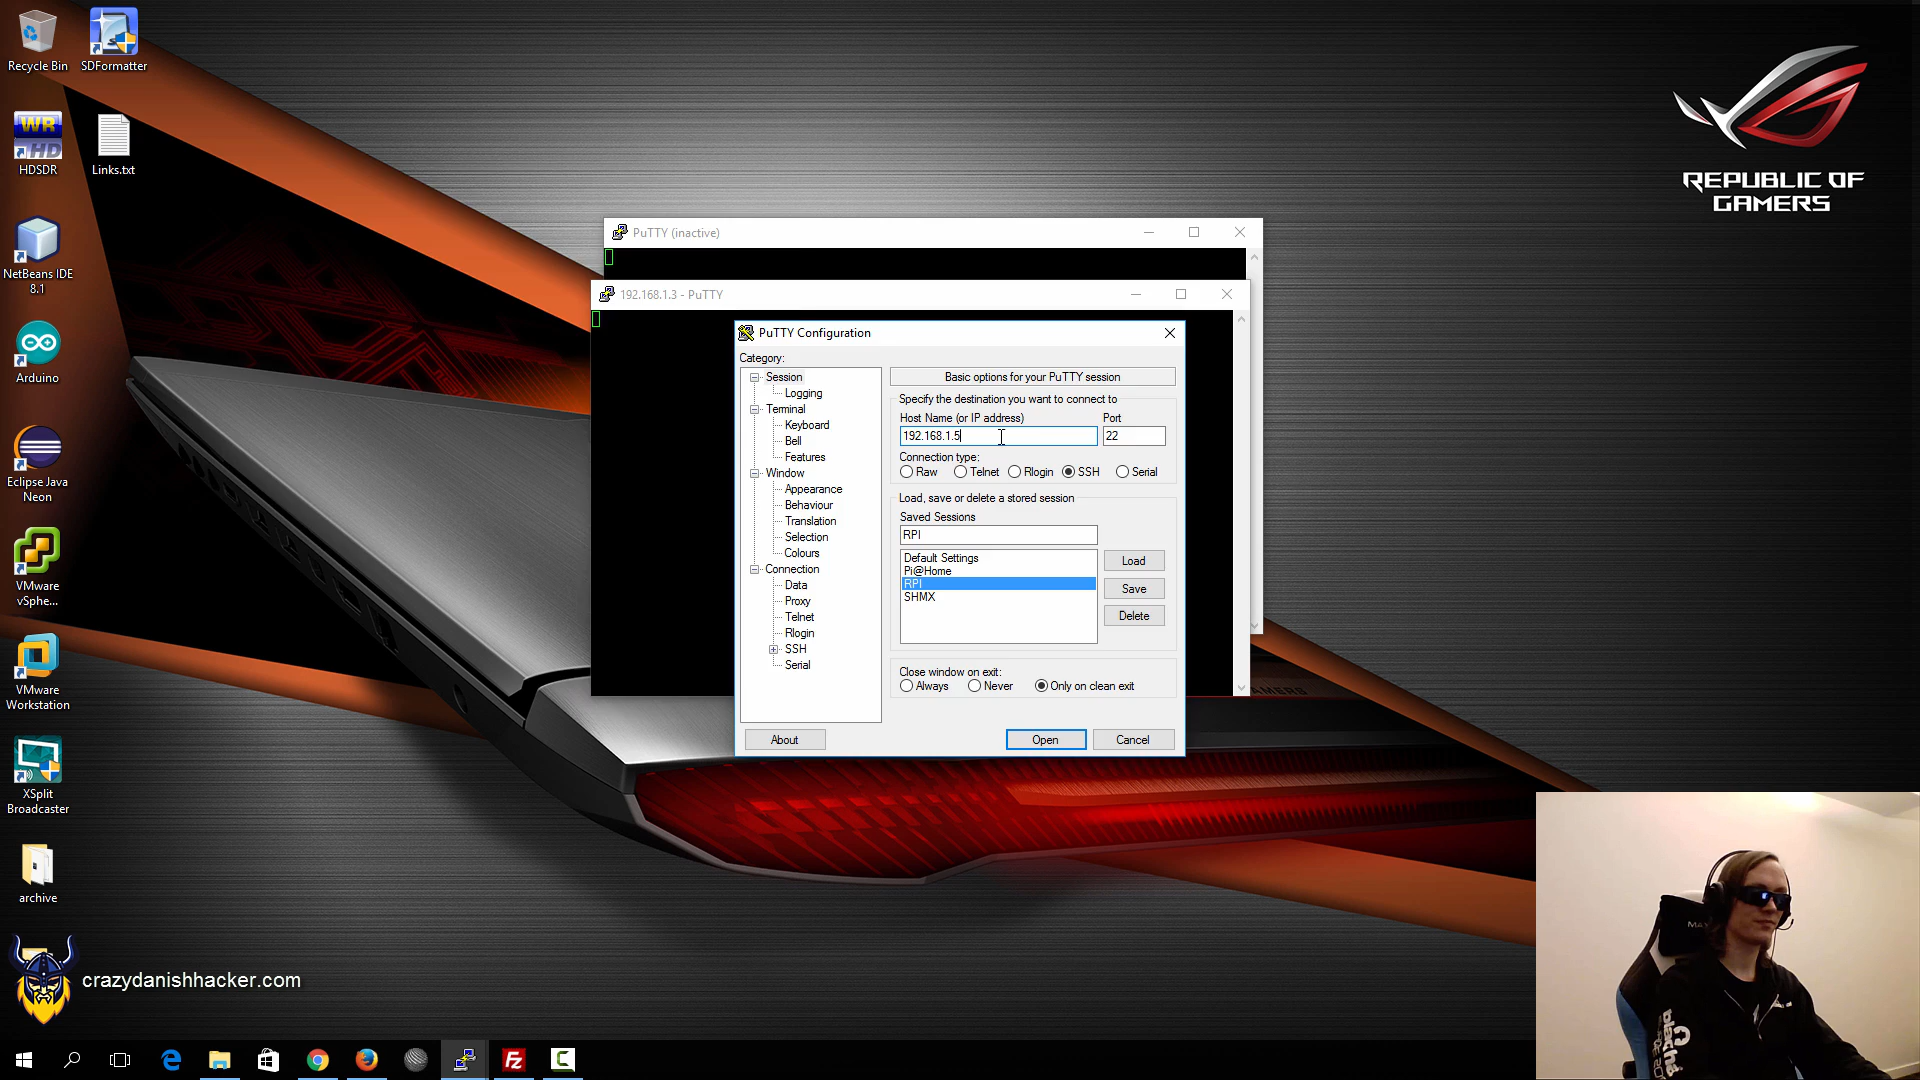 Recycle Bin
SDFormatter
WR
HD
HDSDR
Links.txt
NetBeans IDE
8.1
Arduino
Eclipse Java
Neon
VMware
vSphe...
VMware
Workstation
XSplit
Broadcaster
archive
crazydanishhacker.com
REPUBLIC OF
GAMERS
PuTTY (inactive)
192.168.1.3 - PuTTY
PuTTY Configuration
Category:
Session
Logging
Terminal
Keyboard
Bell
Features
Window
Appearance
Behaviour
Translation
Selection
Colours
Connection
Data
Proxy
Telnet
Rlogin
SSH
Serial
Basic options for your PuTTY session
Specify the destination you want to connect to
Host Name (or IP address)
Port
192.168.1.5
22
Connection type:
Raw
Telnet
Rlogin
SSH
Serial
Load, save or delete a stored session
Saved Sessions
RPI
Default Settings
Pi@Home
RPI
SHMX
Load
Save
Delete
Close window on exit:
Always
Never
Only on clean exit
About
Open
Cancel